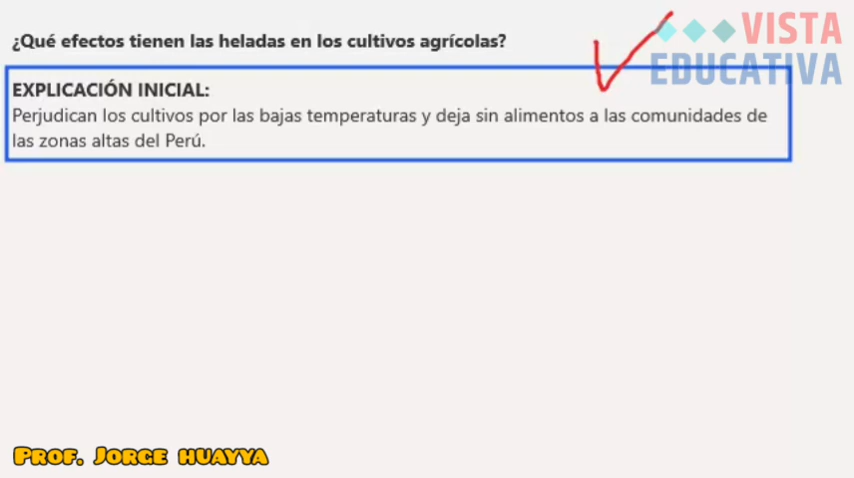 VISTA
EDUCATIVA
¿Qué efectos tienen las heladas en los cultivos agrícolas?
EXPLICACIÓN INICIAL:
Perjudican los cultivos por las bajas temperaturas y deja sin alimentos a las comunidades de
las zonas altas del Perú.
Prof. Jorge huayya